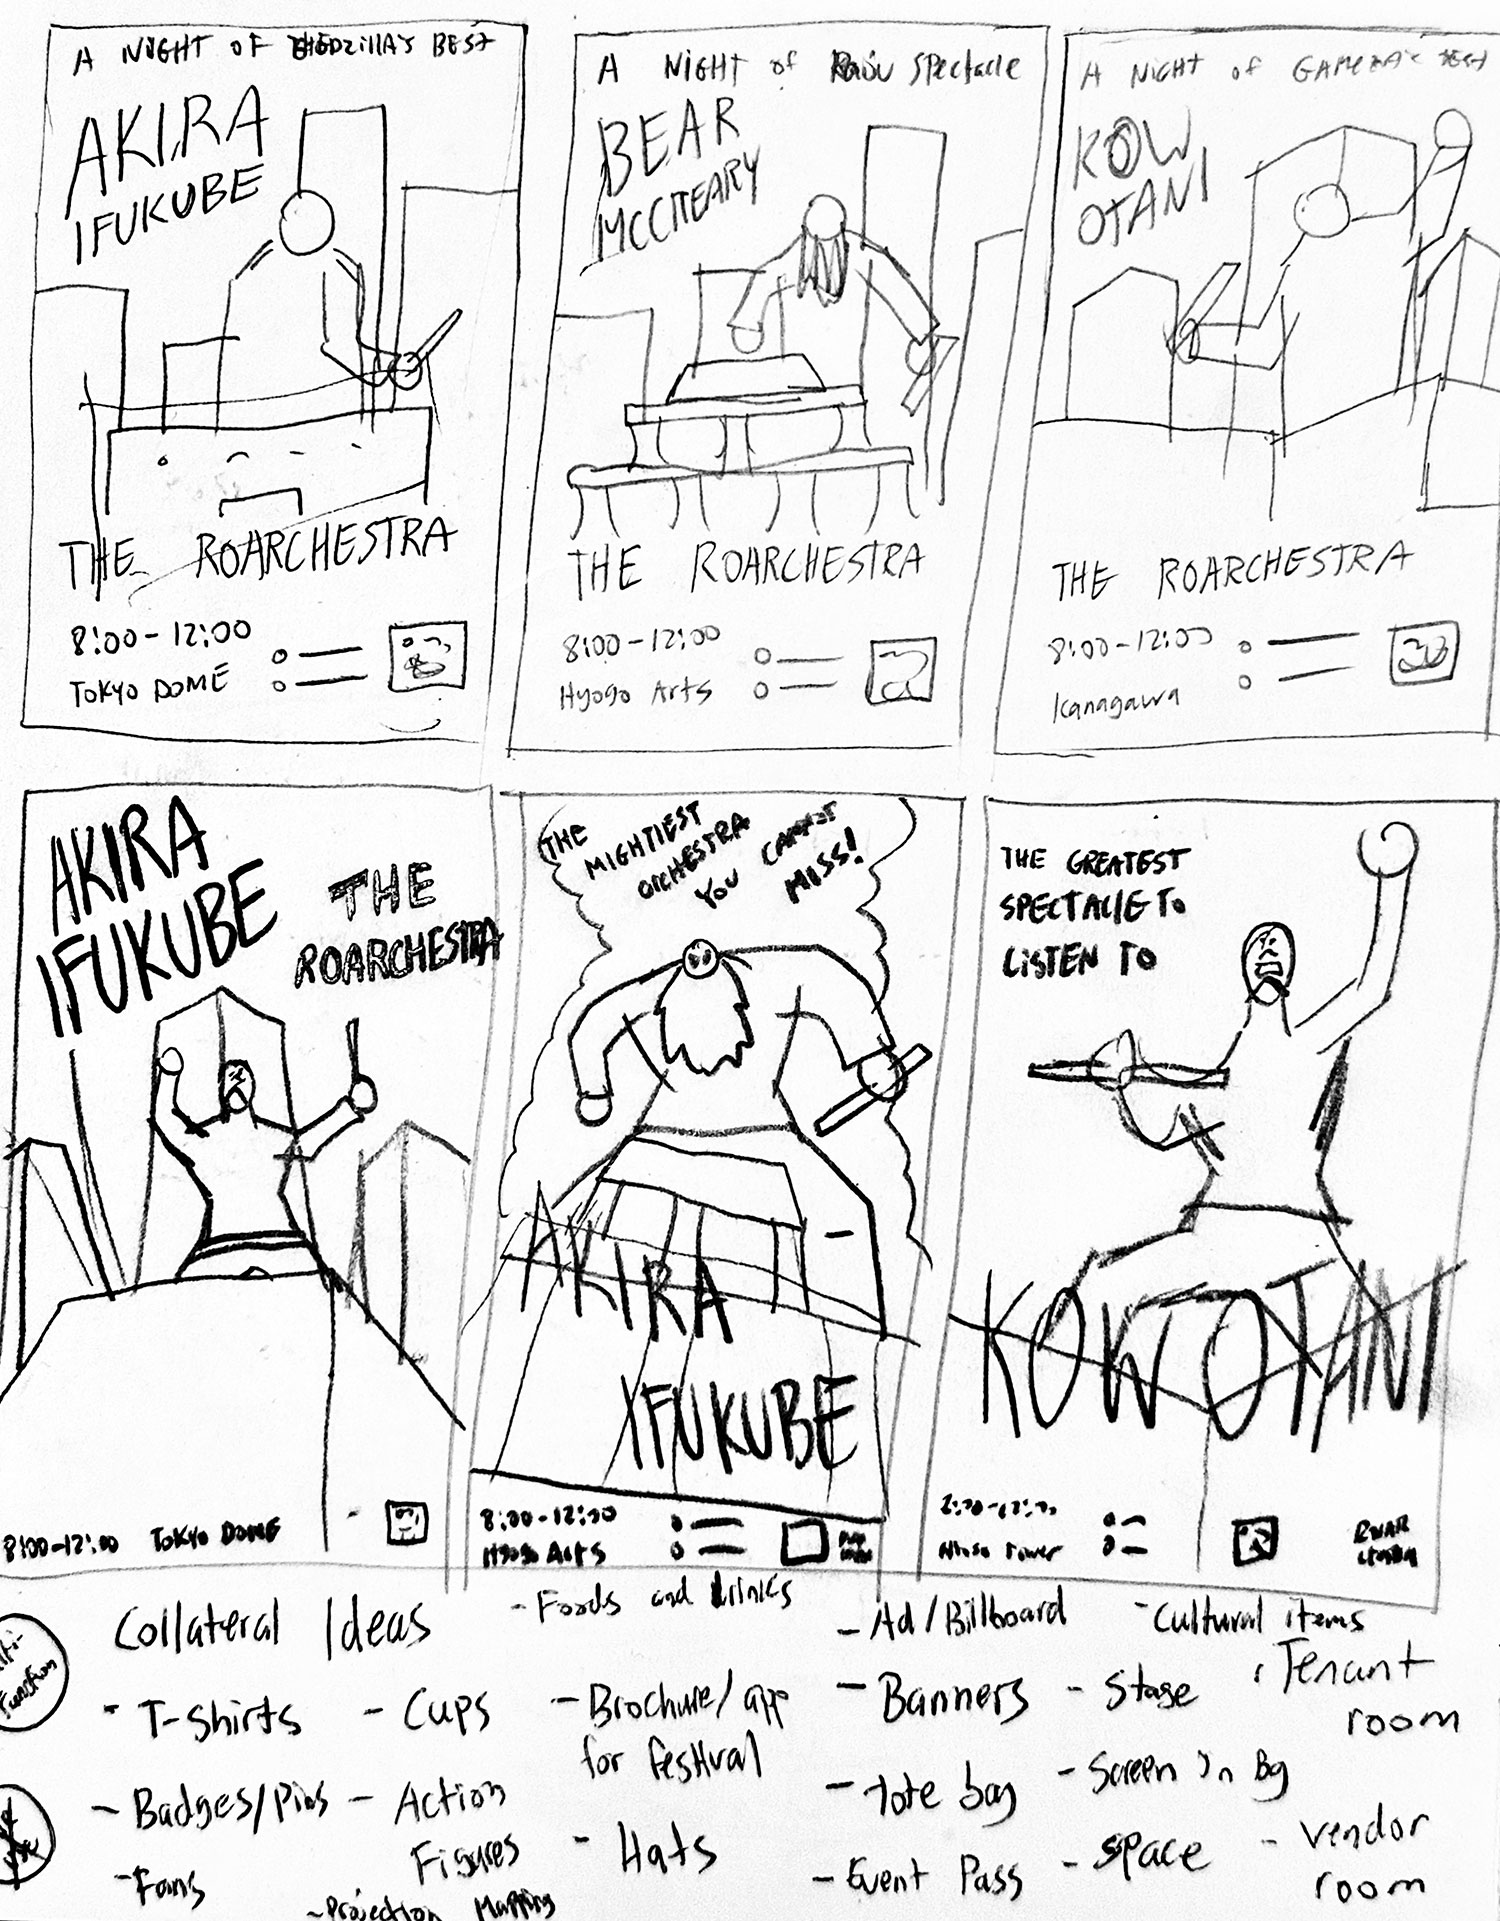 A NIGHT OF GODZILLA'S BEST
AKIRA
IFUKUBE
THE ROARCHESTRA
8:00-12:00
TOKYO DOME
A NIGHT OF KAIJU SPECTACLE
BEAR
MCCREARY
THE ROARCHESTRA
8:00-12:00
Hyogo Arts
A NIGHT OF GAMERA'S BEST
KOW
OTANI
THE ROARCHESTRA
8:00-12:00
Kanagawa
AKIRA
IFUKUBE
THE
ROARCHESTRA
8:00-12:00 TOKYO DOME
THE
MIGHTIEST
ORCHESTRA
YOU CANNOT
MISS!
AKIRA
IFUKUBE
8:00-12:00
Hyogo Arts
THE GREATEST
SPECTACLE TO
LISTEN TO
KOW OTANI
Collateral Ideas
- T-Shirts
- Badges/Pins
- Fans
- Cups
- Action
Figures
- Projection Mapping
- Foods and drinks
- Brochure/app
for festival
- Hats
- Ad/Billboard
- Banners
- Tote bag
- Event Pass
- Cultural items
- Stage
- Screen in Bg
- Space
- Tenant
room
- Vendor
room